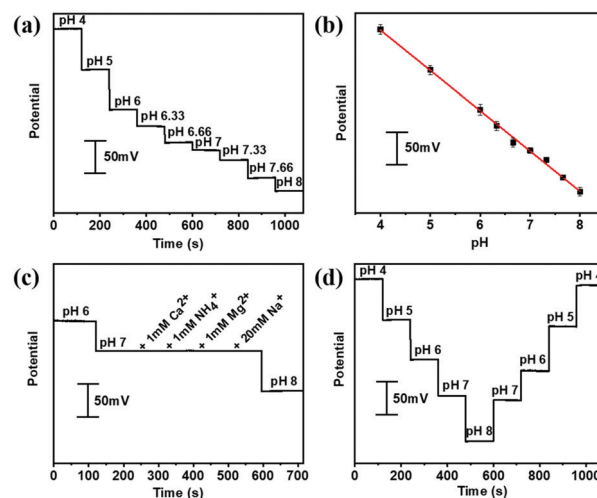 (a)
pH 4
pH 5
pH 6
pH 6.33
pH 6.66
pH 7
pH 7.33
pH 7.66
pH 8
50mV
Potential
0 200 400 600 800 1000
Time (s)
(b)
Potential
50mV
4 5 6 7 8
pH
(c)
pH 6
pH 7
1mM Ca2+
1mM NH4+
1mM Mg2+
20mM Na+
pH 8
50mV
Potential
0 100 200 300 400 500 600 700
Time (s)
(d)
pH 4
pH 5
pH 6
pH 7
pH 8
pH 7
pH 6
pH 5
50mV
Potential
0 200 400 600 800
Time (s)